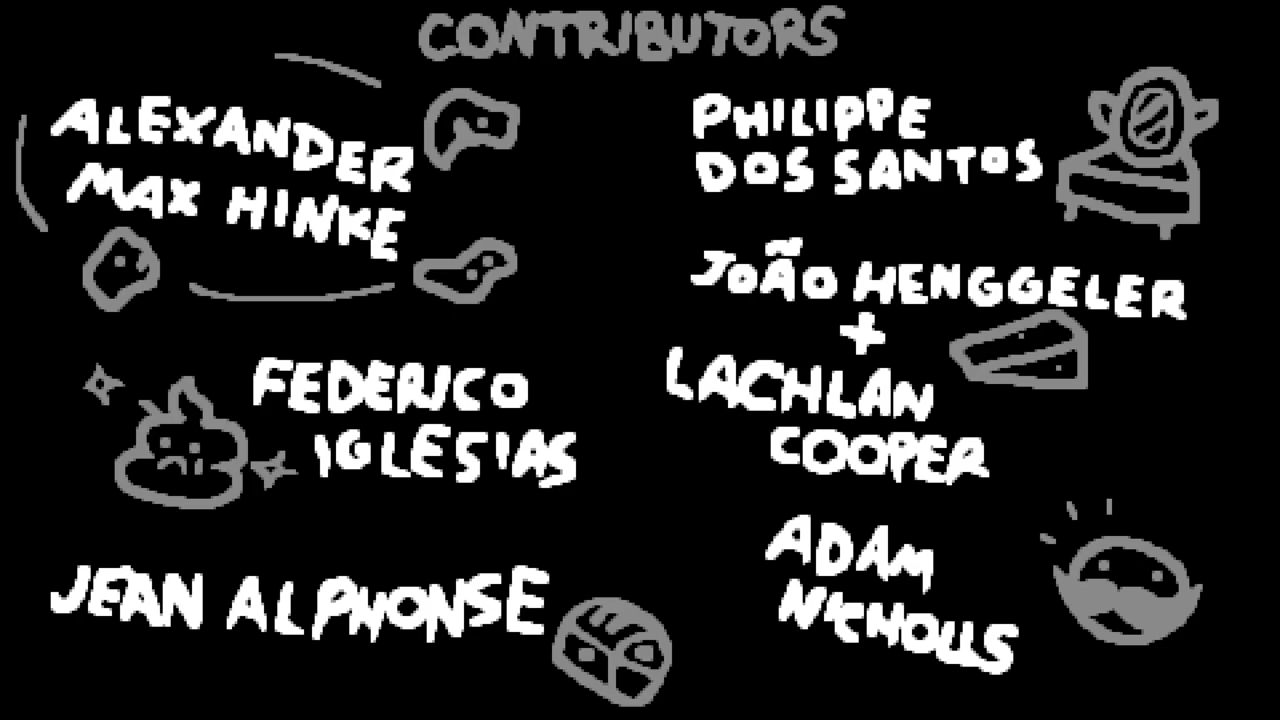 CONTRIBUTORS
ALEXANDER
MAX HINKE
PHILIPPE
DOS SANTOS
JOÃO HENGGELER
+
LACHLAN
COOPER
FEDERICO
IGLESIAS
JEAN ALPHONSE
ADAM
NICHOLLS